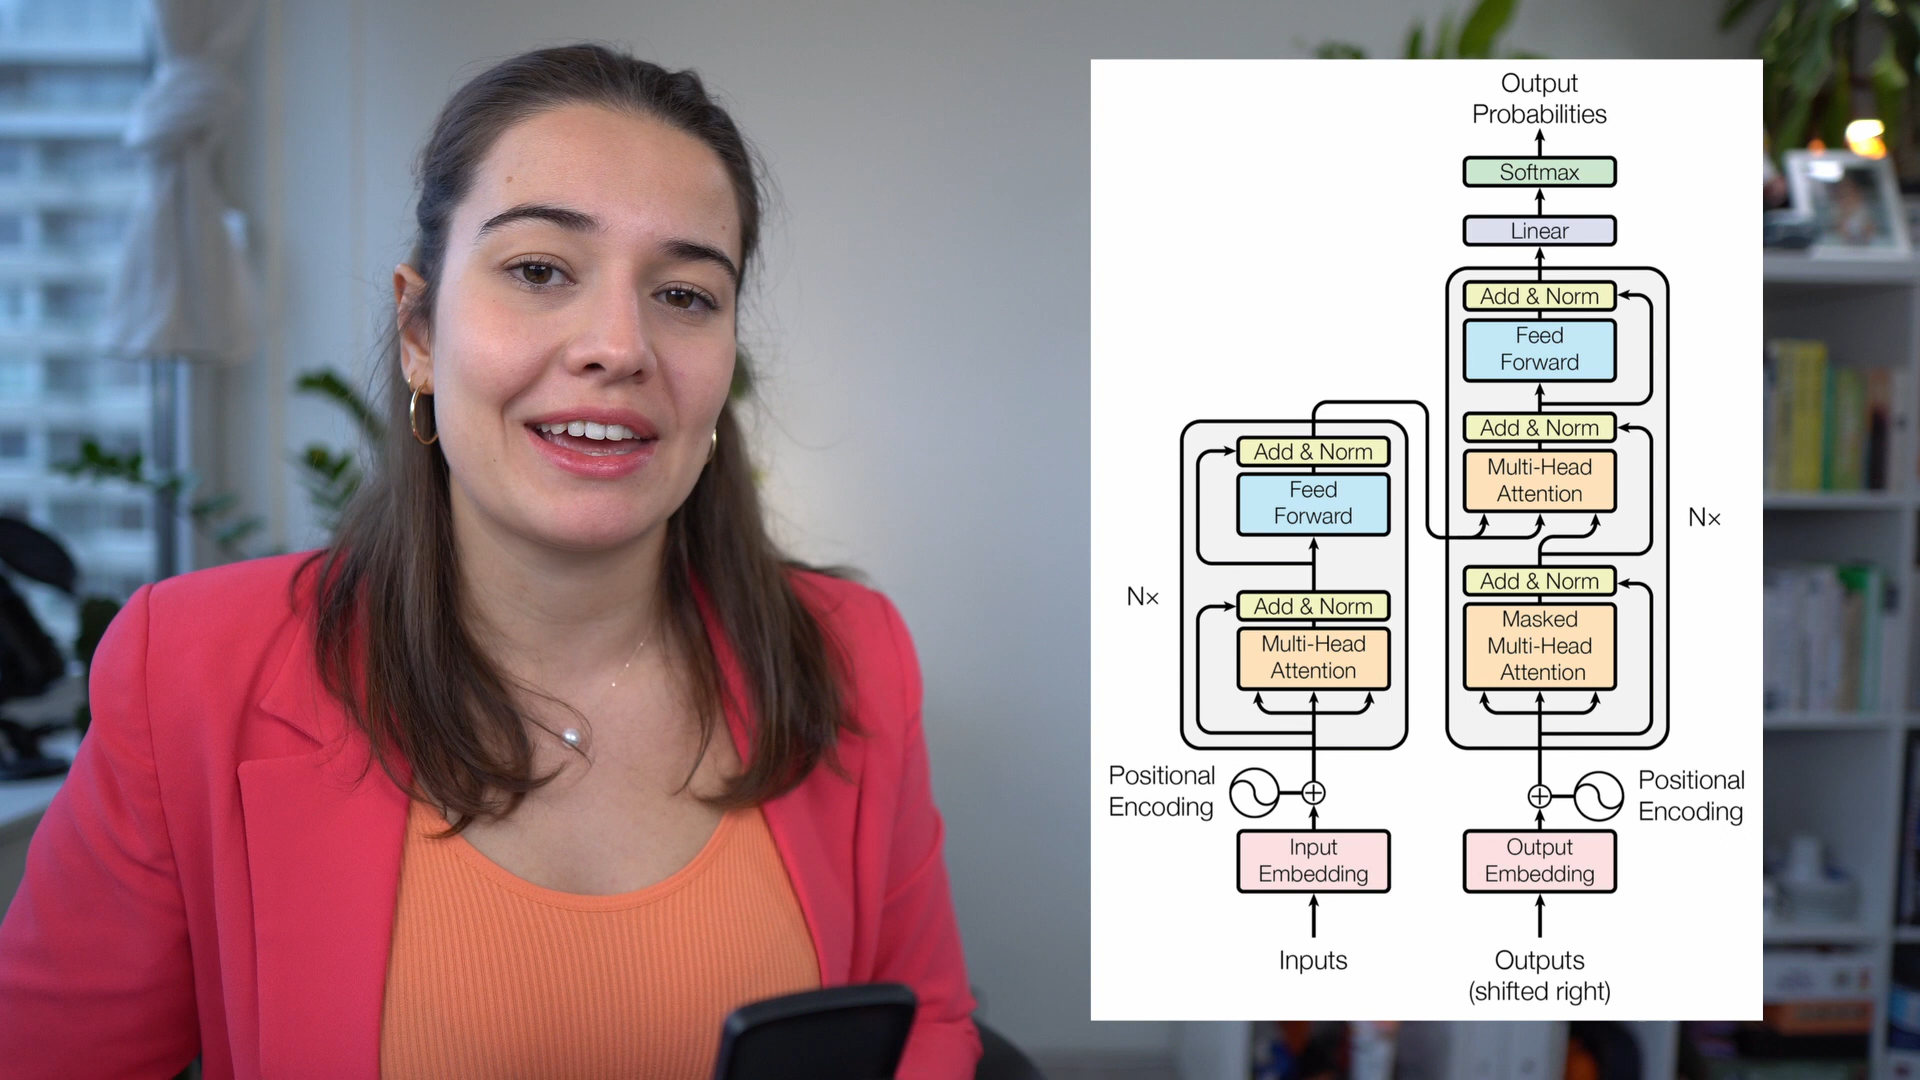 Output
Probabilities
Softmax
Linear
Add & Norm
Feed
Forward
Add & Norm
Multi-Head
Attention
Add & Norm
Masked
Multi-Head
Attention
N×
Add & Norm
Feed
Forward
Add & Norm
Multi-Head
Attention
N×
Positional
Encoding
Positional
Encoding
Input
Embedding
Output
Embedding
Inputs
Outputs
(shifted right)